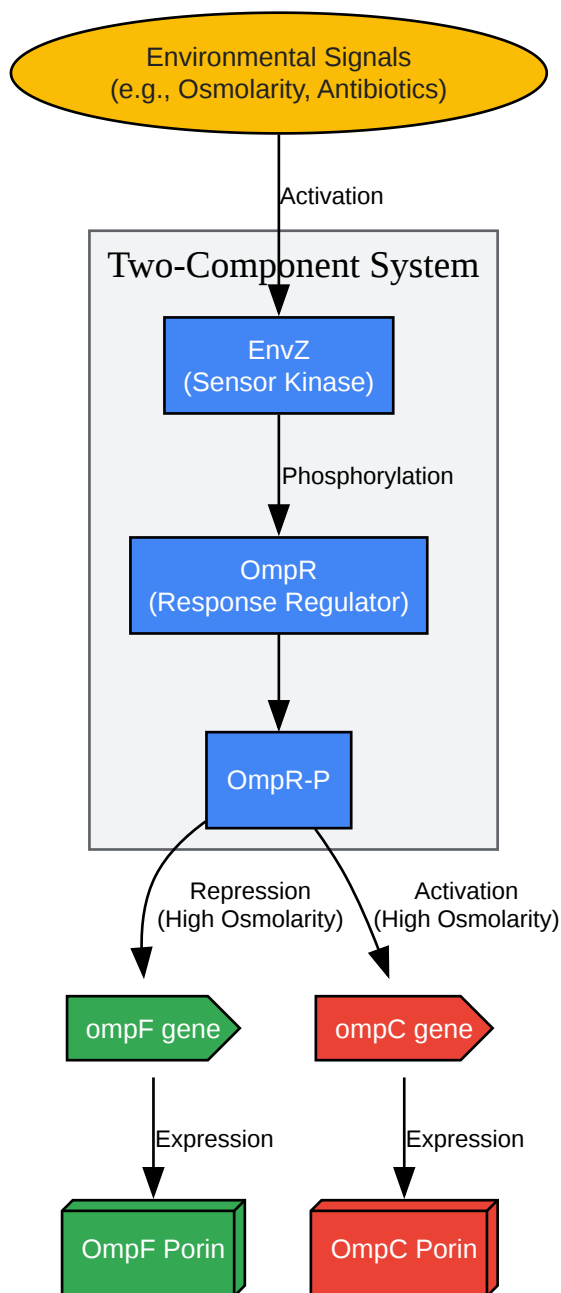 Environmental Signals
(e.g., Osmolarity, Antibiotics)
Activation
Two-Component System
EnvZ
(Sensor Kinase)
Phosphorylation
OmpR
(Response Regulator)
OmpR-P
Repression
(High Osmolarity)
Activation
(High Osmolarity)
ompF gene
ompC gene
Expression
Expression
OmpF Porin
OmpC Porin